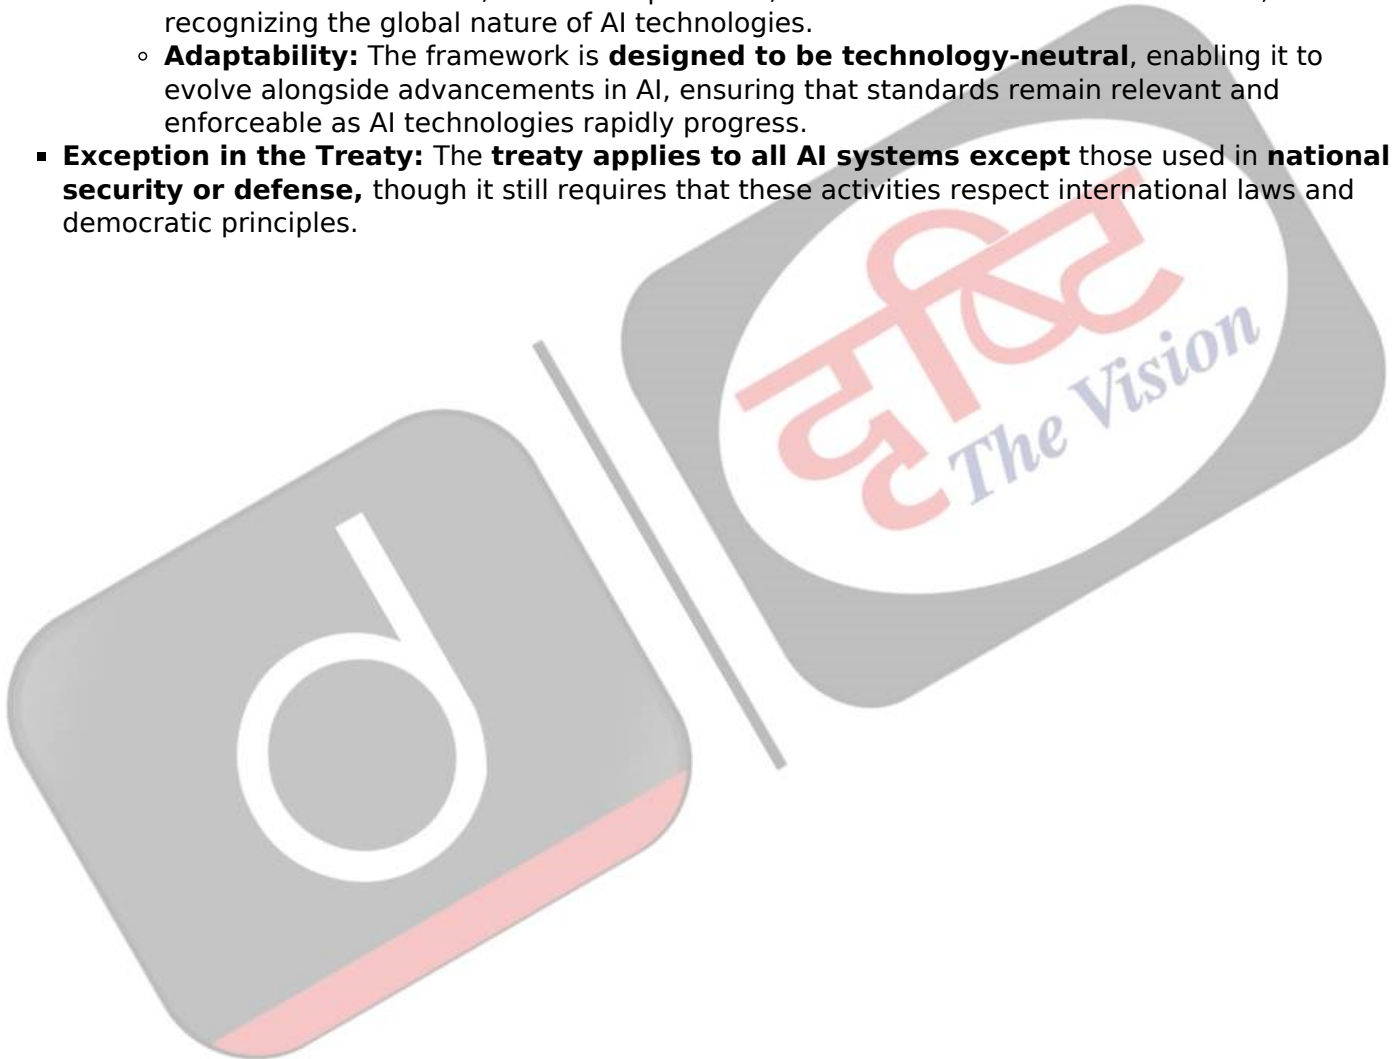 recognizing the global nature of AI technologies.
Adaptability: The framework is designed to be technology-neutral, enabling it to
evolve alongside advancements in AI, ensuring that standards remain relevant and
enforceable as AI technologies rapidly progress.
Exception in the Treaty: The treaty applies to all AI systems except those used in national
security or defense, though it still requires that these activities respect international laws and
democratic principles.
दृष्टि
The Vision
d